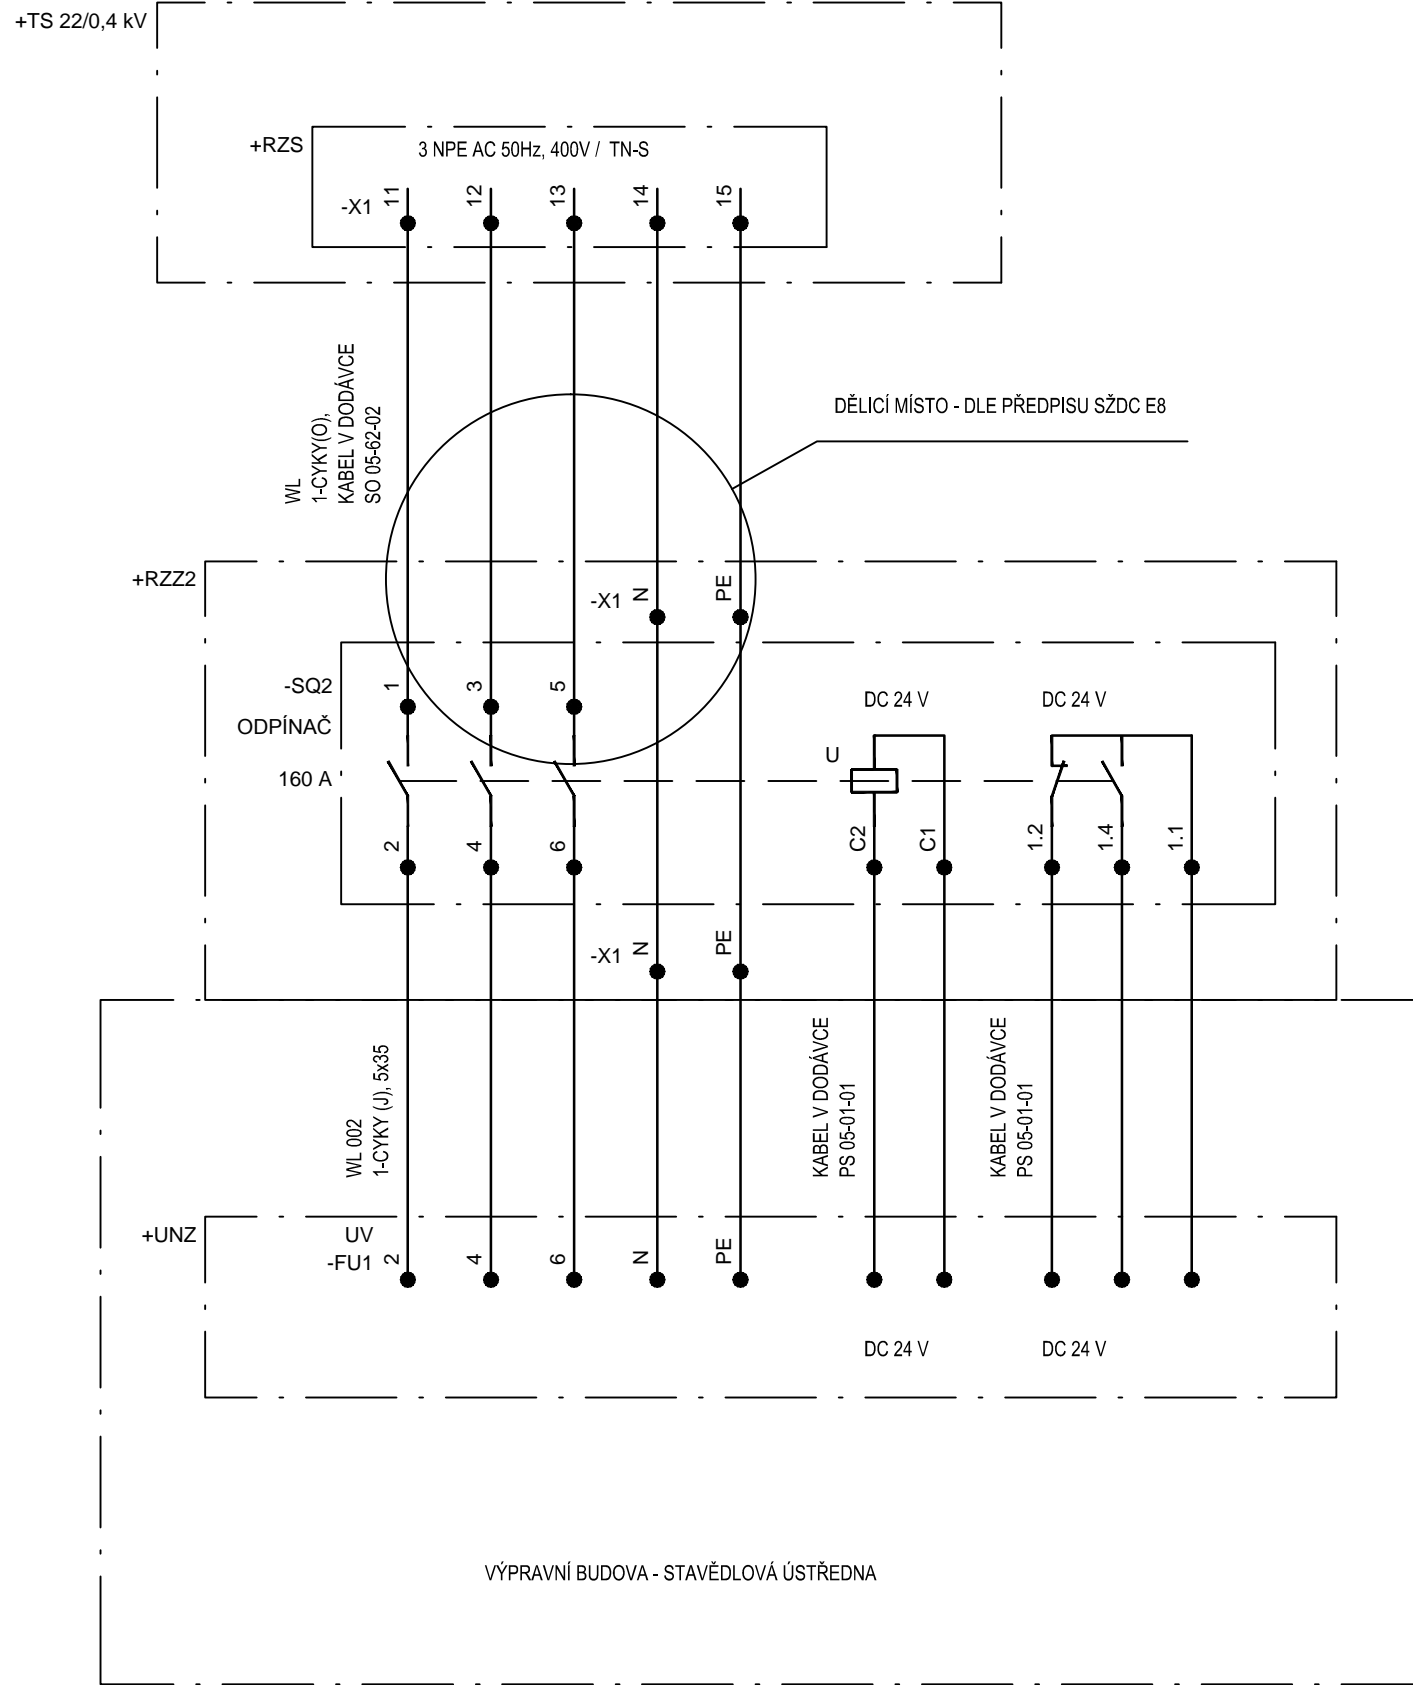 +TS 22/0,4 kV
+RZS
3 NPE AC 50Hz, 400V / TN-S
-X1
11
12
13
14
15
WL
1-CYKY(O),
KABEL V DODÁVCE
SO 05-62-02
DĚLICÍ MÍSTO - DLE PŘEDPISU SŽDC E8
+RZZ2
-X1
N
PE
-SQ2
ODPÍNAČ
160 A
1
3
5
DC 24 V
DC 24 V
U
2
4
6
C2
C1
1.2
1.4
1.1
-X1
N
PE
WL 002
1-CYKY (J), 5x35
KABEL V DODÁVCE
PS 05-01-01
KABEL V DODÁVCE
PS 05-01-01
+UNZ
UV
-FU1
2
4
6
N
PE
DC 24 V
DC 24 V
VÝPRAVNÍ BUDOVA - STAVĚDLOVÁ ÚSTŘEDNA